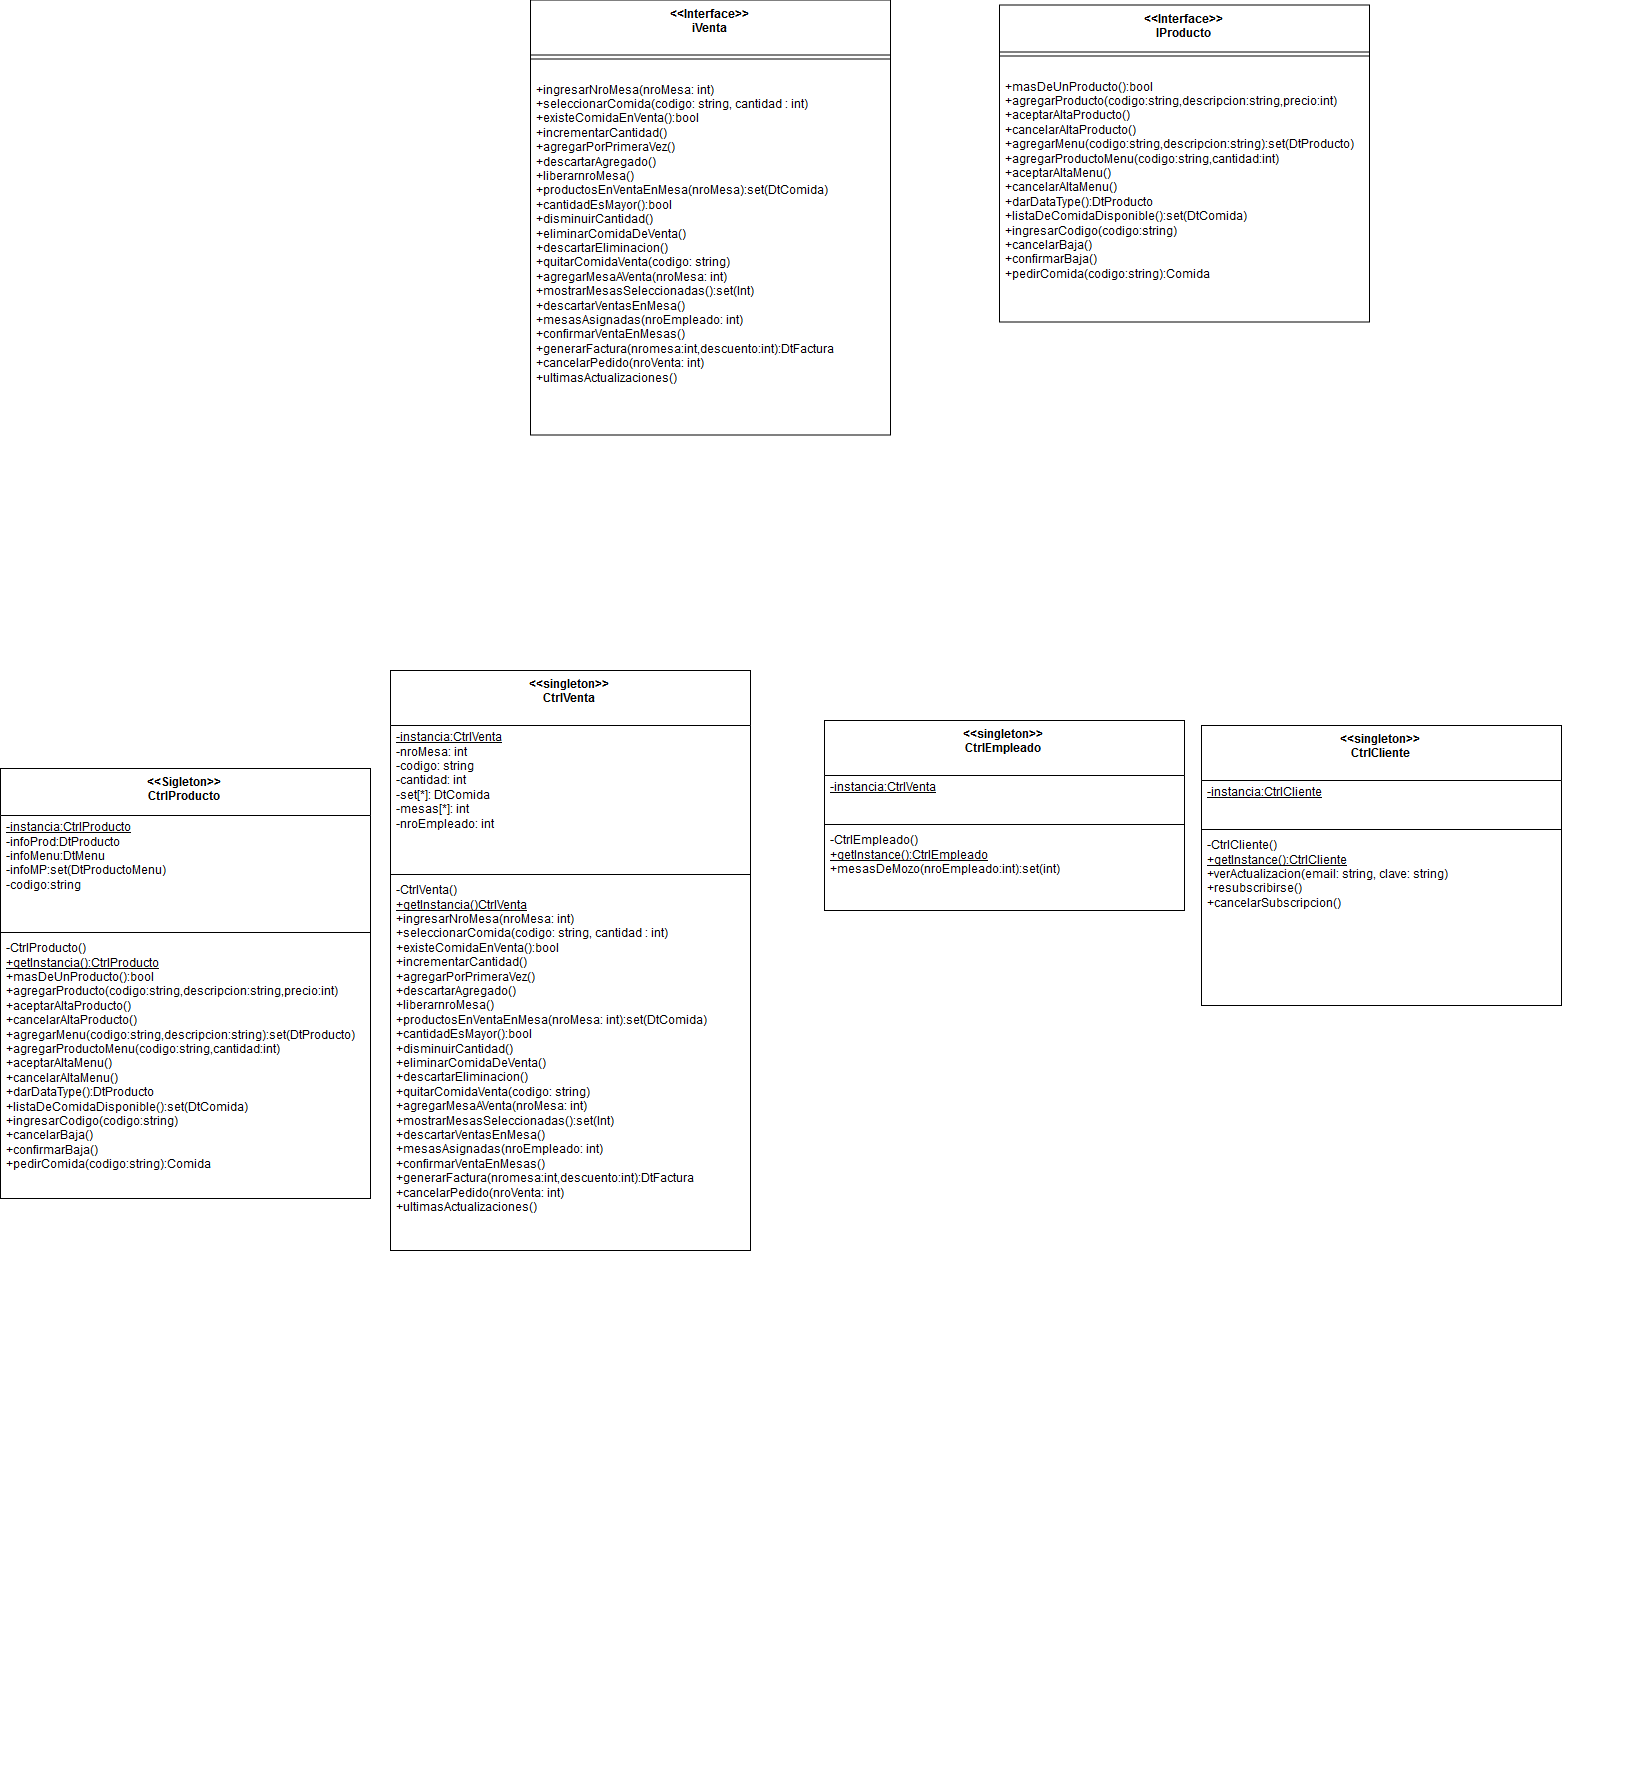 <<Interface>>
iVenta
+ingresarNroMesa(nroMesa: int)
+seleccionarComida(codigo: string, cantidad : int)
+existeComidaEnVenta():bool
+incrementarCantidad()
+agregarPorPrimeraVez()
+descartarAgregado()
+liberarnroMesa()
+productosEnVentaEnMesa(nroMesa):set(DtComida)
+cantidadEsMayor():bool
+disminuirCantidad()
+eliminarComidaDeVenta()
+descartarEliminacion()
+quitarComidaVenta(codigo: string)
+agregarMesaAVenta(nroMesa: int)
+mostrarMesasSeleccionadas():set(Int)
+descartarVentasEnMesa()
+mesasAsignadas(nroEmpleado: int)
+confirmarVentaEnMesas()
+generarFactura(nromesa:int,descuento:int):DtFactura
+cancelarPedido(nroVenta: int)
+ultimasActualizaciones()
<<Interface>>
IProducto
+masDeUnProducto():bool
+agregarProducto(codigo:string,descripcion:string,precio:int)
+aceptarAltaProducto()
+cancelarAltaProducto()
+agregarMenu(codigo:string,descripcion:string):set(DtProducto)
+agregarProductoMenu(codigo:string,cantidad:int)
+aceptarAltaMenu()
+cancelarAltaMenu()
+darDataType():DtProducto
+listaDeComidaDisponible():set(DtComida)
+ingresarCodigo(codigo:string)
+cancelarBaja()
+confirmarBaja()
+pedirComida(codigo:string):Comida
<<Sigleton>>
CtrlProducto
-instancia:CtrlProducto
-infoProd:DtProducto
-infoMenu:DtMenu
-infoMP:set(DtProductoMenu)
-codigo:string
-CtrlProducto()
+getInstancia():CtrlProducto
+masDeUnProducto():bool
+agregarProducto(codigo:string,descripcion:string,precio:int)
+aceptarAltaProducto()
+cancelarAltaProducto()
+agregarMenu(codigo:string,descripcion:string):set(DtProducto)
+agregarProductoMenu(codigo:string,cantidad:int)
+aceptarAltaMenu()
+cancelarAltaMenu()
+darDataType():DtProducto
+listaDeComidaDisponible():set(DtComida)
+ingresarCodigo(codigo:string)
+cancelarBaja()
+confirmarBaja()
+pedirComida(codigo:string):Comida
<<singleton>>
CtrlVenta
-instancia:CtrlVenta
-nroMesa: int
-codigo: string
-cantidad: int
-set[*]: DtComida
-mesas[*]: int
-nroEmpleado: int
-CtrlVenta()
+getInstancia()CtrlVenta
+ingresarNroMesa(nroMesa: int)
+seleccionarComida(codigo: string, cantidad : int)
+existeComidaEnVenta():bool
+incrementarCantidad()
+agregarPorPrimeraVez()
+descartarAgregado()
+liberarnroMesa()
+productosEnVentaEnMesa(nroMesa: int):set(DtComida)
+cantidadEsMayor():bool
+disminuirCantidad()
+eliminarComidaDeVenta()
+descartarEliminacion()
+quitarComidaVenta(codigo: string)
+agregarMesaAVenta(nroMesa: int)
+mostrarMesasSeleccionadas():set(Int)
+descartarVentasEnMesa()
+mesasAsignadas(nroEmpleado: int)
+confirmarVentaEnMesas()
+generarFactura(nromesa:int,descuento:int):DtFactura
+cancelarPedido(nroVenta: int)
+ultimasActualizaciones()
<<singleton>>
CtrlEmpleado
-instancia:CtrlVenta
-CtrlEmpleado()
+getInstance():CtrlEmpleado
+mesasDeMozo(nroEmpleado:int):set(int)
<<singleton>>
CtrlCliente
-instancia:CtrlCliente
-CtrlCliente()
+getInstance():CtrlCliente
+verActualizacion(email: string, clave: string)
+resubscribirse()
+cancelarSubscripcion()